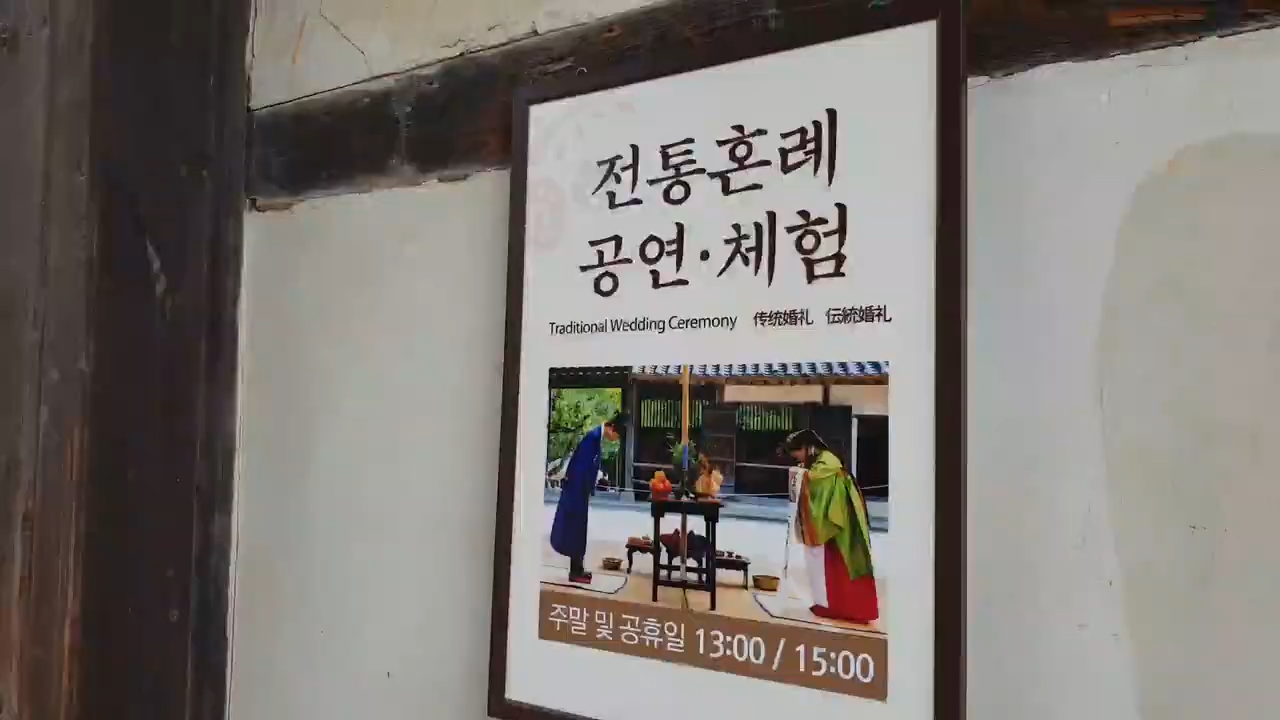 전통혼례
공연·체험
Traditional Wedding Ceremony 传统婚礼 伝統婚礼
주말 및 공휴일 13:00 / 15:00